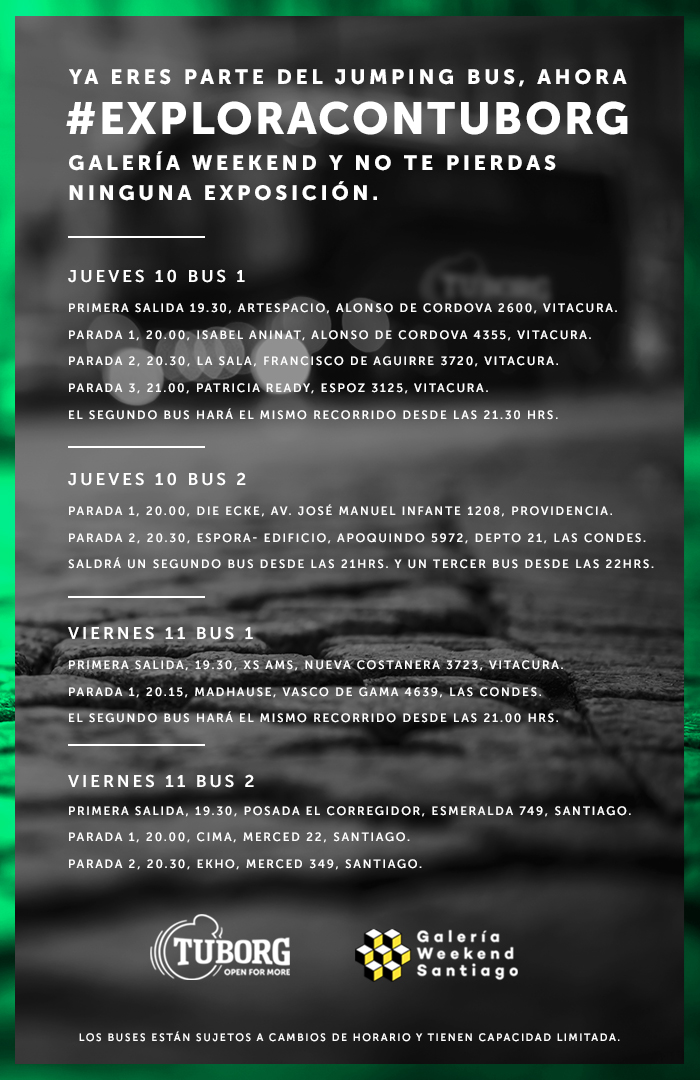 YA ERES PARTE DEL JUMPING BUS, AHORA
#EXPLORACONTUBORG
GALERÍA WEEKEND Y NO TE PIERDAS
NINGUNA EXPOSICIÓN.
JUEVES 10 BUS 1
PRIMERA SALIDA 19.30, ARTESPACIO, ALONSO DE CORDOVA 2600, VITACURA.
PARADA 1, 20.00, ISABEL ANINAT, ALONSO DE CORDOVA 4355, VITACURA.
PARADA 2, 20.30, LA SALA, FRANCISCO DE AGUIRRE 3720, VITACURA.
PARADA 3, 21.00, PATRICIA READY, ESPOZ 3125, VITACURA.
EL SEGUNDO BUS HARÁ EL MISMO RECORRIDO DESDE LAS 21.30 HRS.
JUEVES 10 BUS 2
PARADA 1, 20.00, DIE ECKE, AV. JOSÉ MANUEL INFANTE 1208, PROVIDENCIA.
PARADA 2, 20.30, ESPORA- EDIFICIO, APOQUINDO 5972, DEPTO 21, LAS CONDES.
SALDRÁ UN SEGUNDO BUS DESDE LAS 21HRS. Y UN TERCER BUS DESDE LAS 22HRS.
VIERNES 11 BUS 1
PRIMERA SALIDA, 19.30, XS AMS, NUEVA COSTANERA 3723, VITACURA.
PARADA 1, 20.15, MADHAUSE, VASCO DE GAMA 4639, LAS CONDES.
EL SEGUNDO BUS HARÁ EL MISMO RECORRIDO DESDE LAS 21.00 HRS.
VIERNES 11 BUS 2
PRIMERA SALIDA, 19.30, POSADA EL CORREGIDOR, ESMERALDA 749, SANTIAGO.
PARADA 1, 20.00, CIMA, MERCED 22, SANTIAGO.
PARADA 2, 20.30, EKHO, MERCED 349, SANTIAGO.
TUBORG
OPEN FOR MORE
Galería
Weekend
Santiago
LOS BUSES ESTÁN SUJETOS A CAMBIOS DE HORARIO Y TIENEN CAPACIDAD LIMITADA.